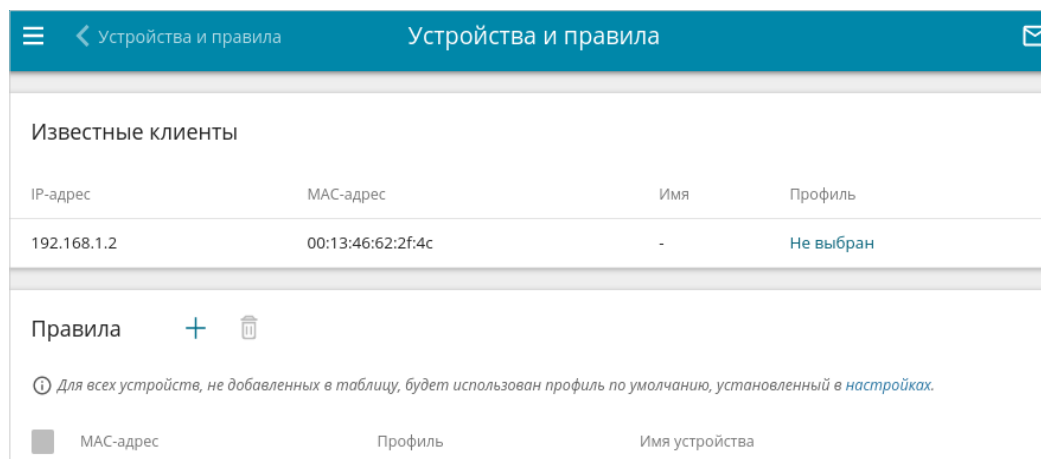 Устройства и правила Устройства и правила
Известные клиенты
IP-адрес MAC-адрес Имя Профиль
192.168.1.2 00:13:46:62:2f:4c - Не выбран
Правила
Для всех устройств, не добавленных в таблицу, будет использован профиль по умолчанию, установленный в настройках.
MAC-адрес Профиль Имя устройства